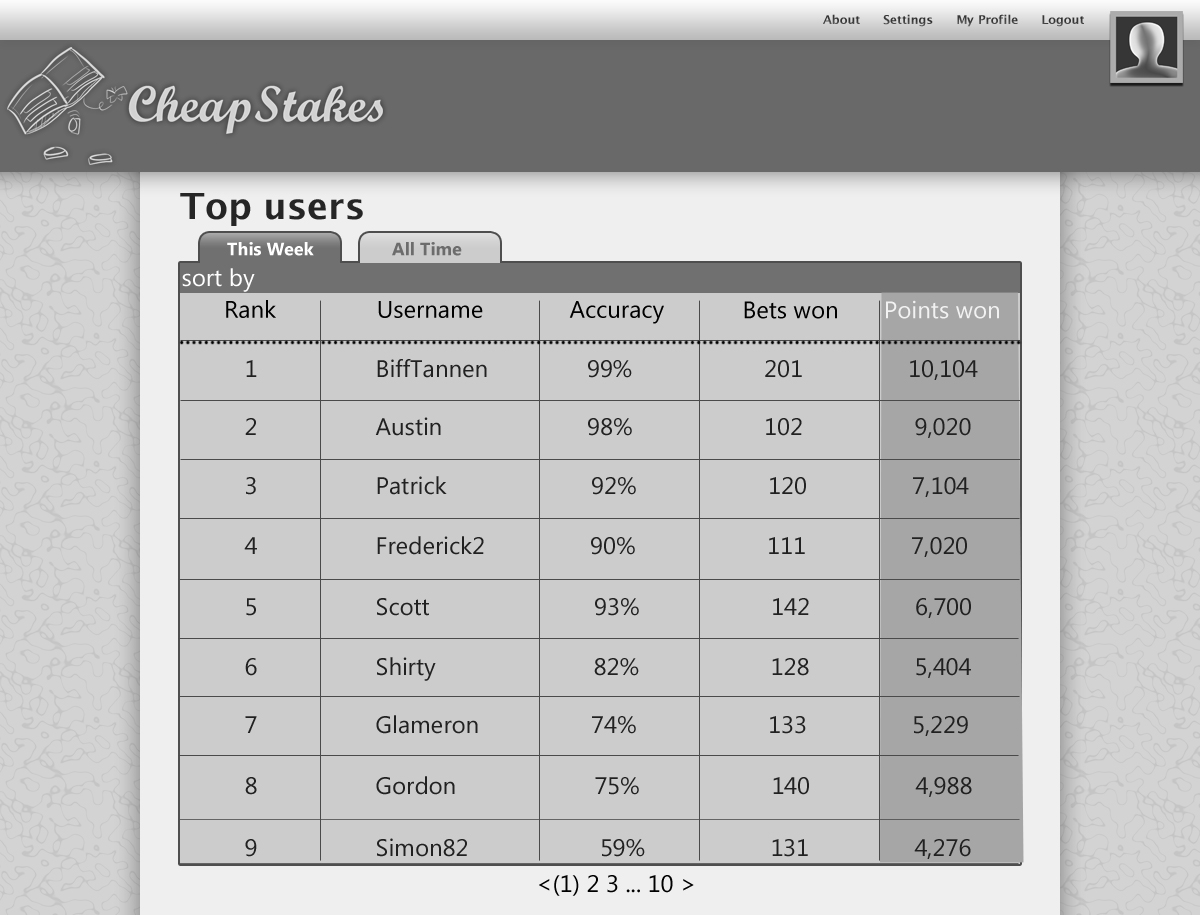 About Settings My Profile Logout
CheapStakes
Top users
This Week All Time
sort by
Rank Username Accuracy Bets won Points won
1 BiffTannen 99% 201 10,104
2 Austin 98% 102 9,020
3 Patrick 92% 120 7,104
4 Frederick2 90% 111 7,020
5 Scott 93% 142 6,700
6 Shirty 82% 128 5,404
7 Glameron 74% 133 5,229
8 Gordon 75% 140 4,988
9 Simon82 59% 131 4,276
<(1) 2 3 ... 10 >